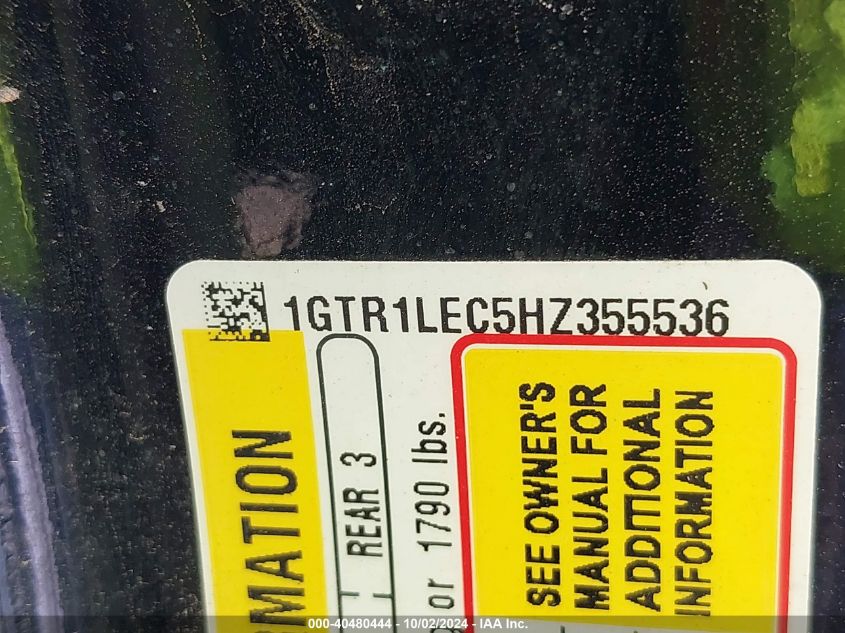 1GTR1LEC5HZ355536
MATION
REAR 3
or 1790 lbs.
SEE OWNER'S
MANUAL FOR
ADDITIONAL
INFORMATION
000-40480444 - 10/02/2024 - IAA Inc.